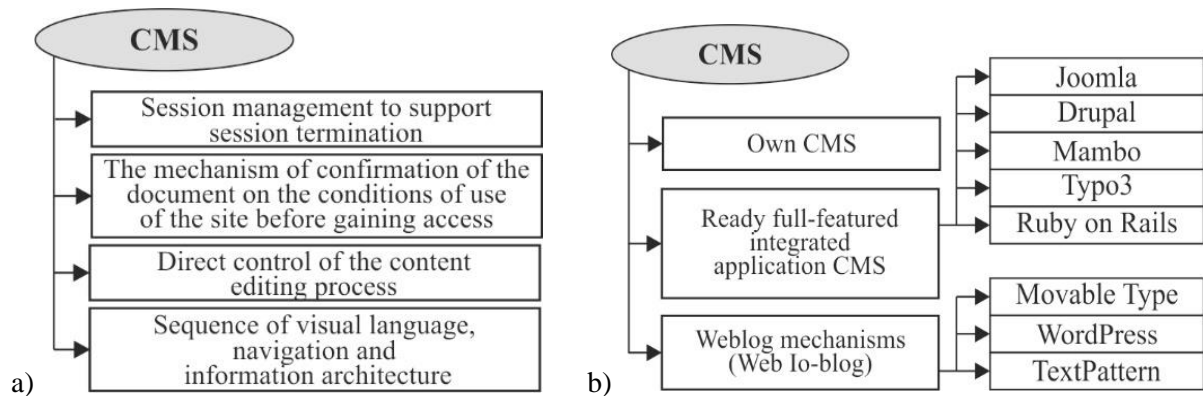 CMS
Session management to support
session termination
The mechanism of confirmation of the
document on the conditions of use
of the site before gaining access
Direct control of the content
editing process
Sequence of visual language,
navigation and
information architecture
a)
CMS
Own CMS
Ready full-featured
integrated
application CMS
Weblog mechanisms
(Web Io-blog)
Joomla
Drupal
Mambo
Typo3
Ruby on Rails
Movable Type
WordPress
TextPattern
b)